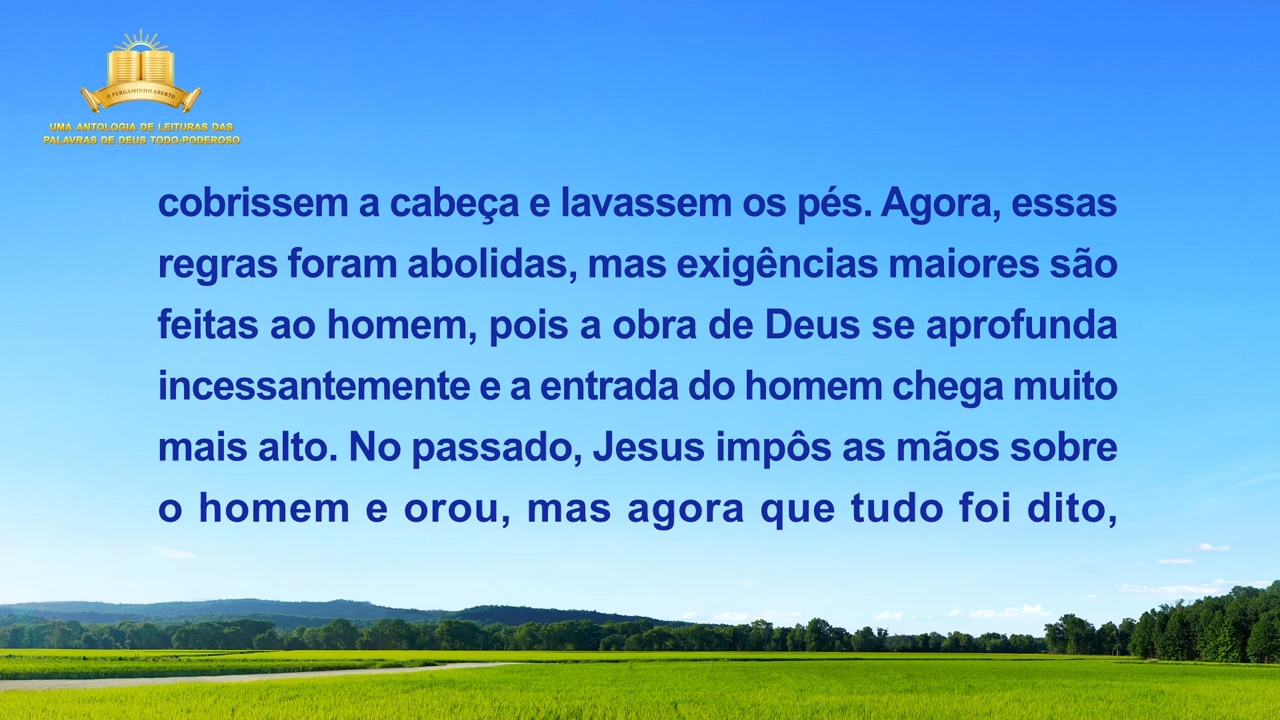 O PERGAMINHO ABERTO
UMA ANTOLOGIA DE LEITURAS DAS
PALAVRAS DE DEUS TODO-PODEROSO
cobrissem a cabeça e lavassem os pés. Agora, essas
regras foram abolidas, mas exigências maiores são
feitas ao homem, pois a obra de Deus se aprofunda
incessantemente e a entrada do homem chega muito
mais alto. No passado, Jesus impôs as mãos sobre
o homem e orou, mas agora que tudo foi dito,